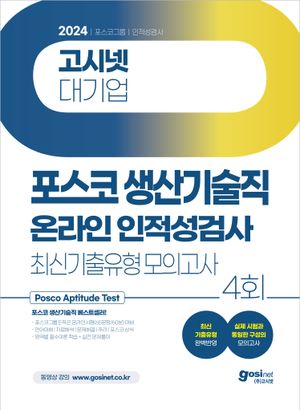 2024 | 포스코그룹 | 인적성검사
고시넷
대기업
포스코 생산기술직
온라인 인적성검사
최신기출유형 모의고사
4회
Posco Aptitude Test
포스코 생산기술직 베스트셀러!
최신
기출유형
완벽반영
실제 시험과
동일한 구성의
모의고사
동영상 강의 www.gosinet.co.kr
gosinet
(주)고시넷